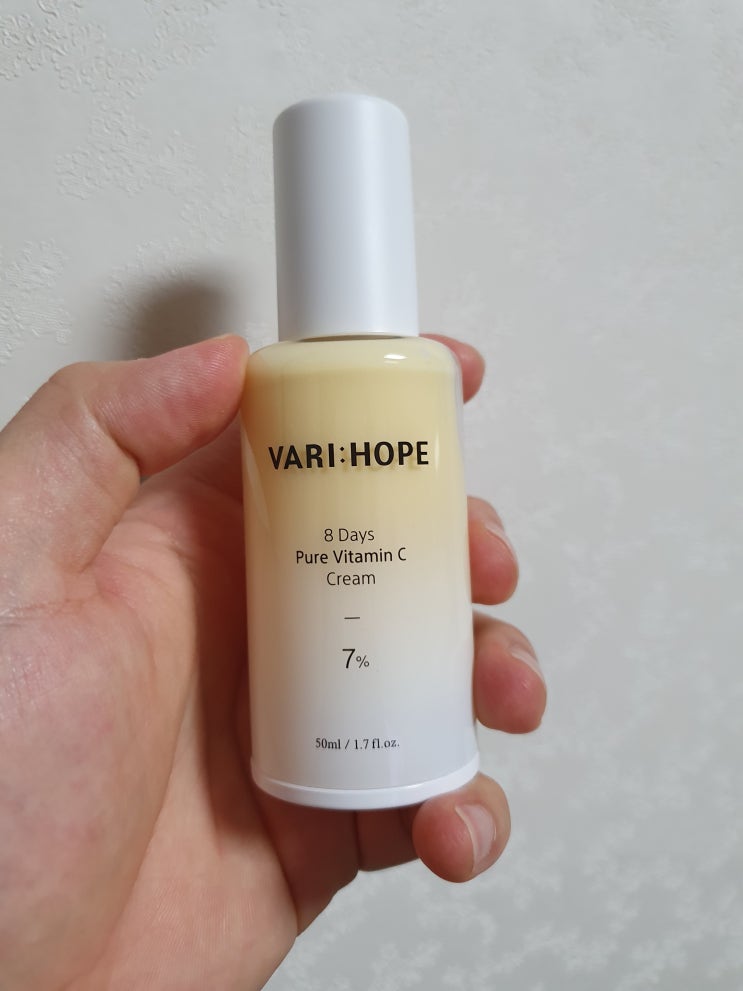 VARI:HOPE
8 Days
Pure Vitamin C
Cream
—
7%
50ml / 1.7 fl.oz.